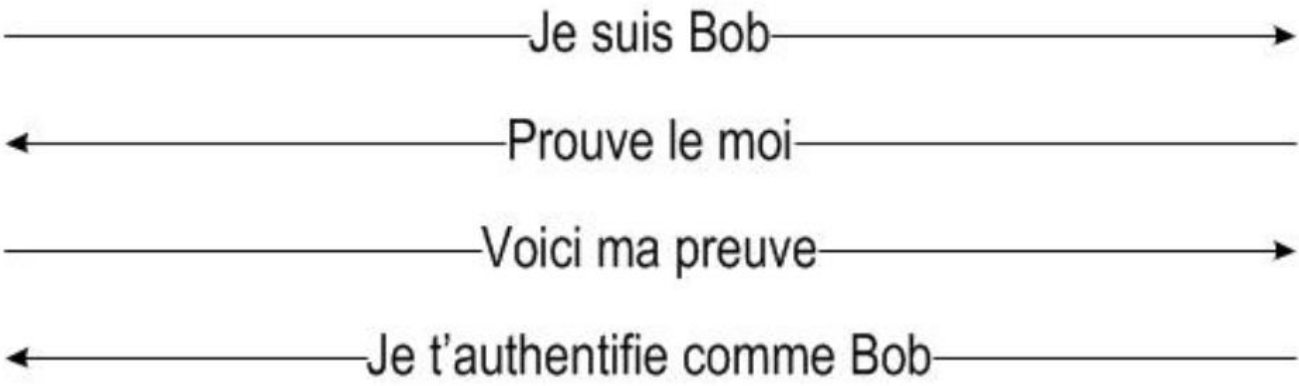 Je suis Bob
Prouve le moi
Voici ma preuve
Je t'authentifie comme Bob